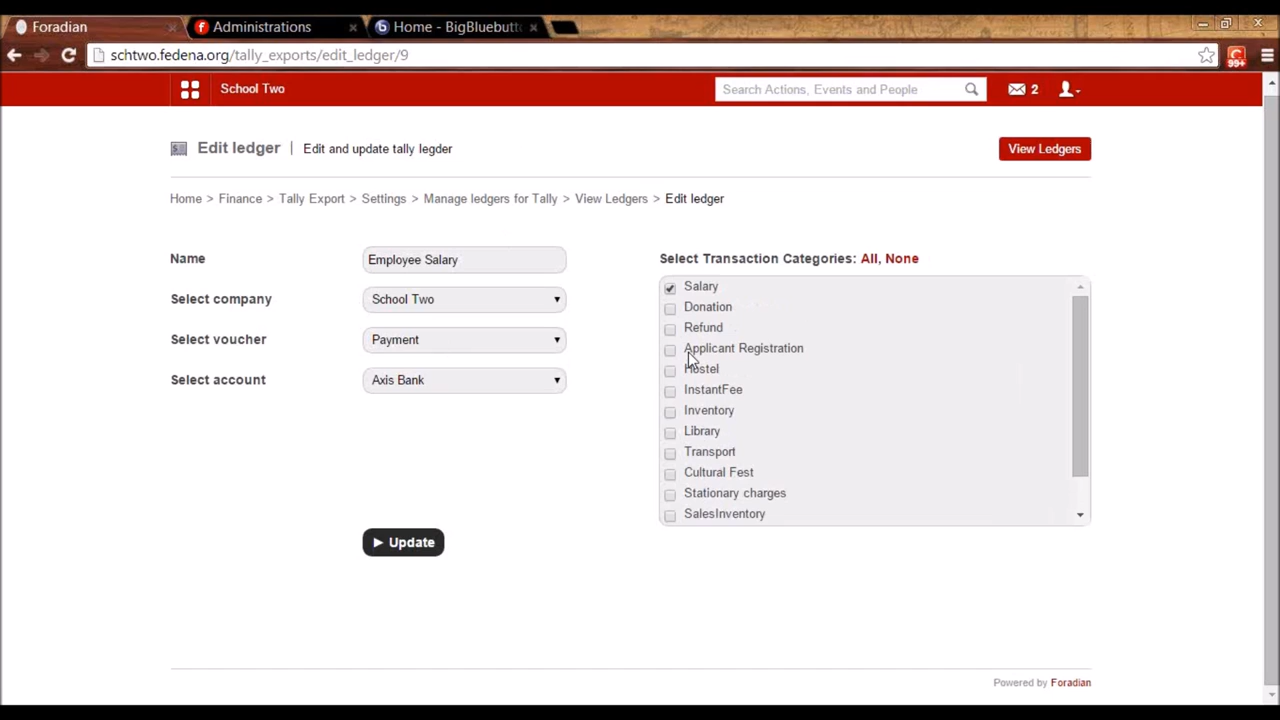 Foradian
Administrations
Home - BigBluebutt
schtwo.fedena.org/tally_exports/edit_ledger/9
99+
School Two
Search Actions, Events and People
2
Edit ledger | Edit and update tally legder
View Ledgers
Home > Finance > Tally Export > Settings > Manage ledgers for Tally > View Ledgers > Edit ledger
Name
Employee Salary
Select company
School Two
Select voucher
Payment
Select account
Axis Bank
Update
Select Transaction Categories: All, None
Salary
Donation
Refund
Applicant Registration
Hostel
InstantFee
Inventory
Library
Transport
Cultural Fest
Stationary charges
SalesInventory
Powered by Foradian